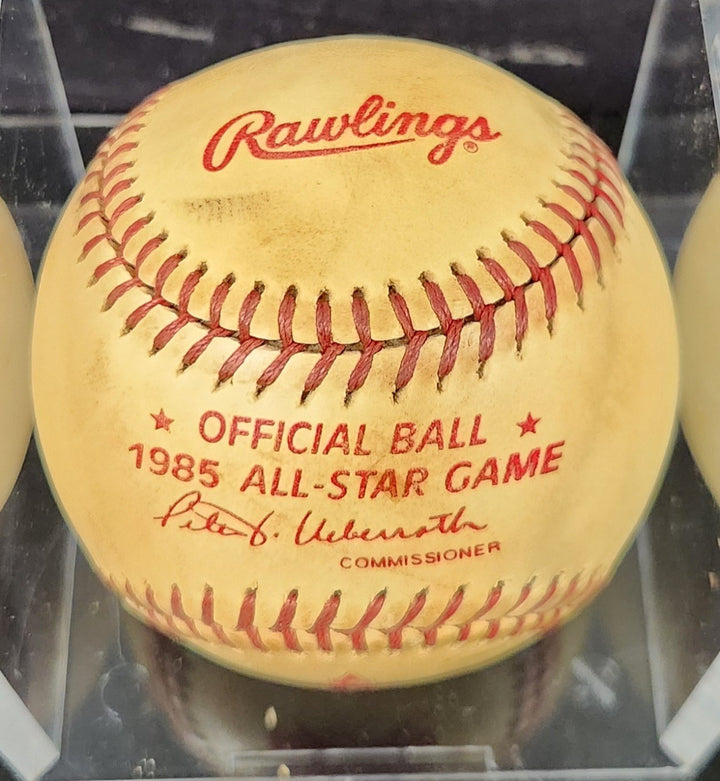 Rawlings®
★ OFFICIAL BALL ★
1985 ALL-STAR GAME
Peter V. Ueberroth
COMMISSIONER